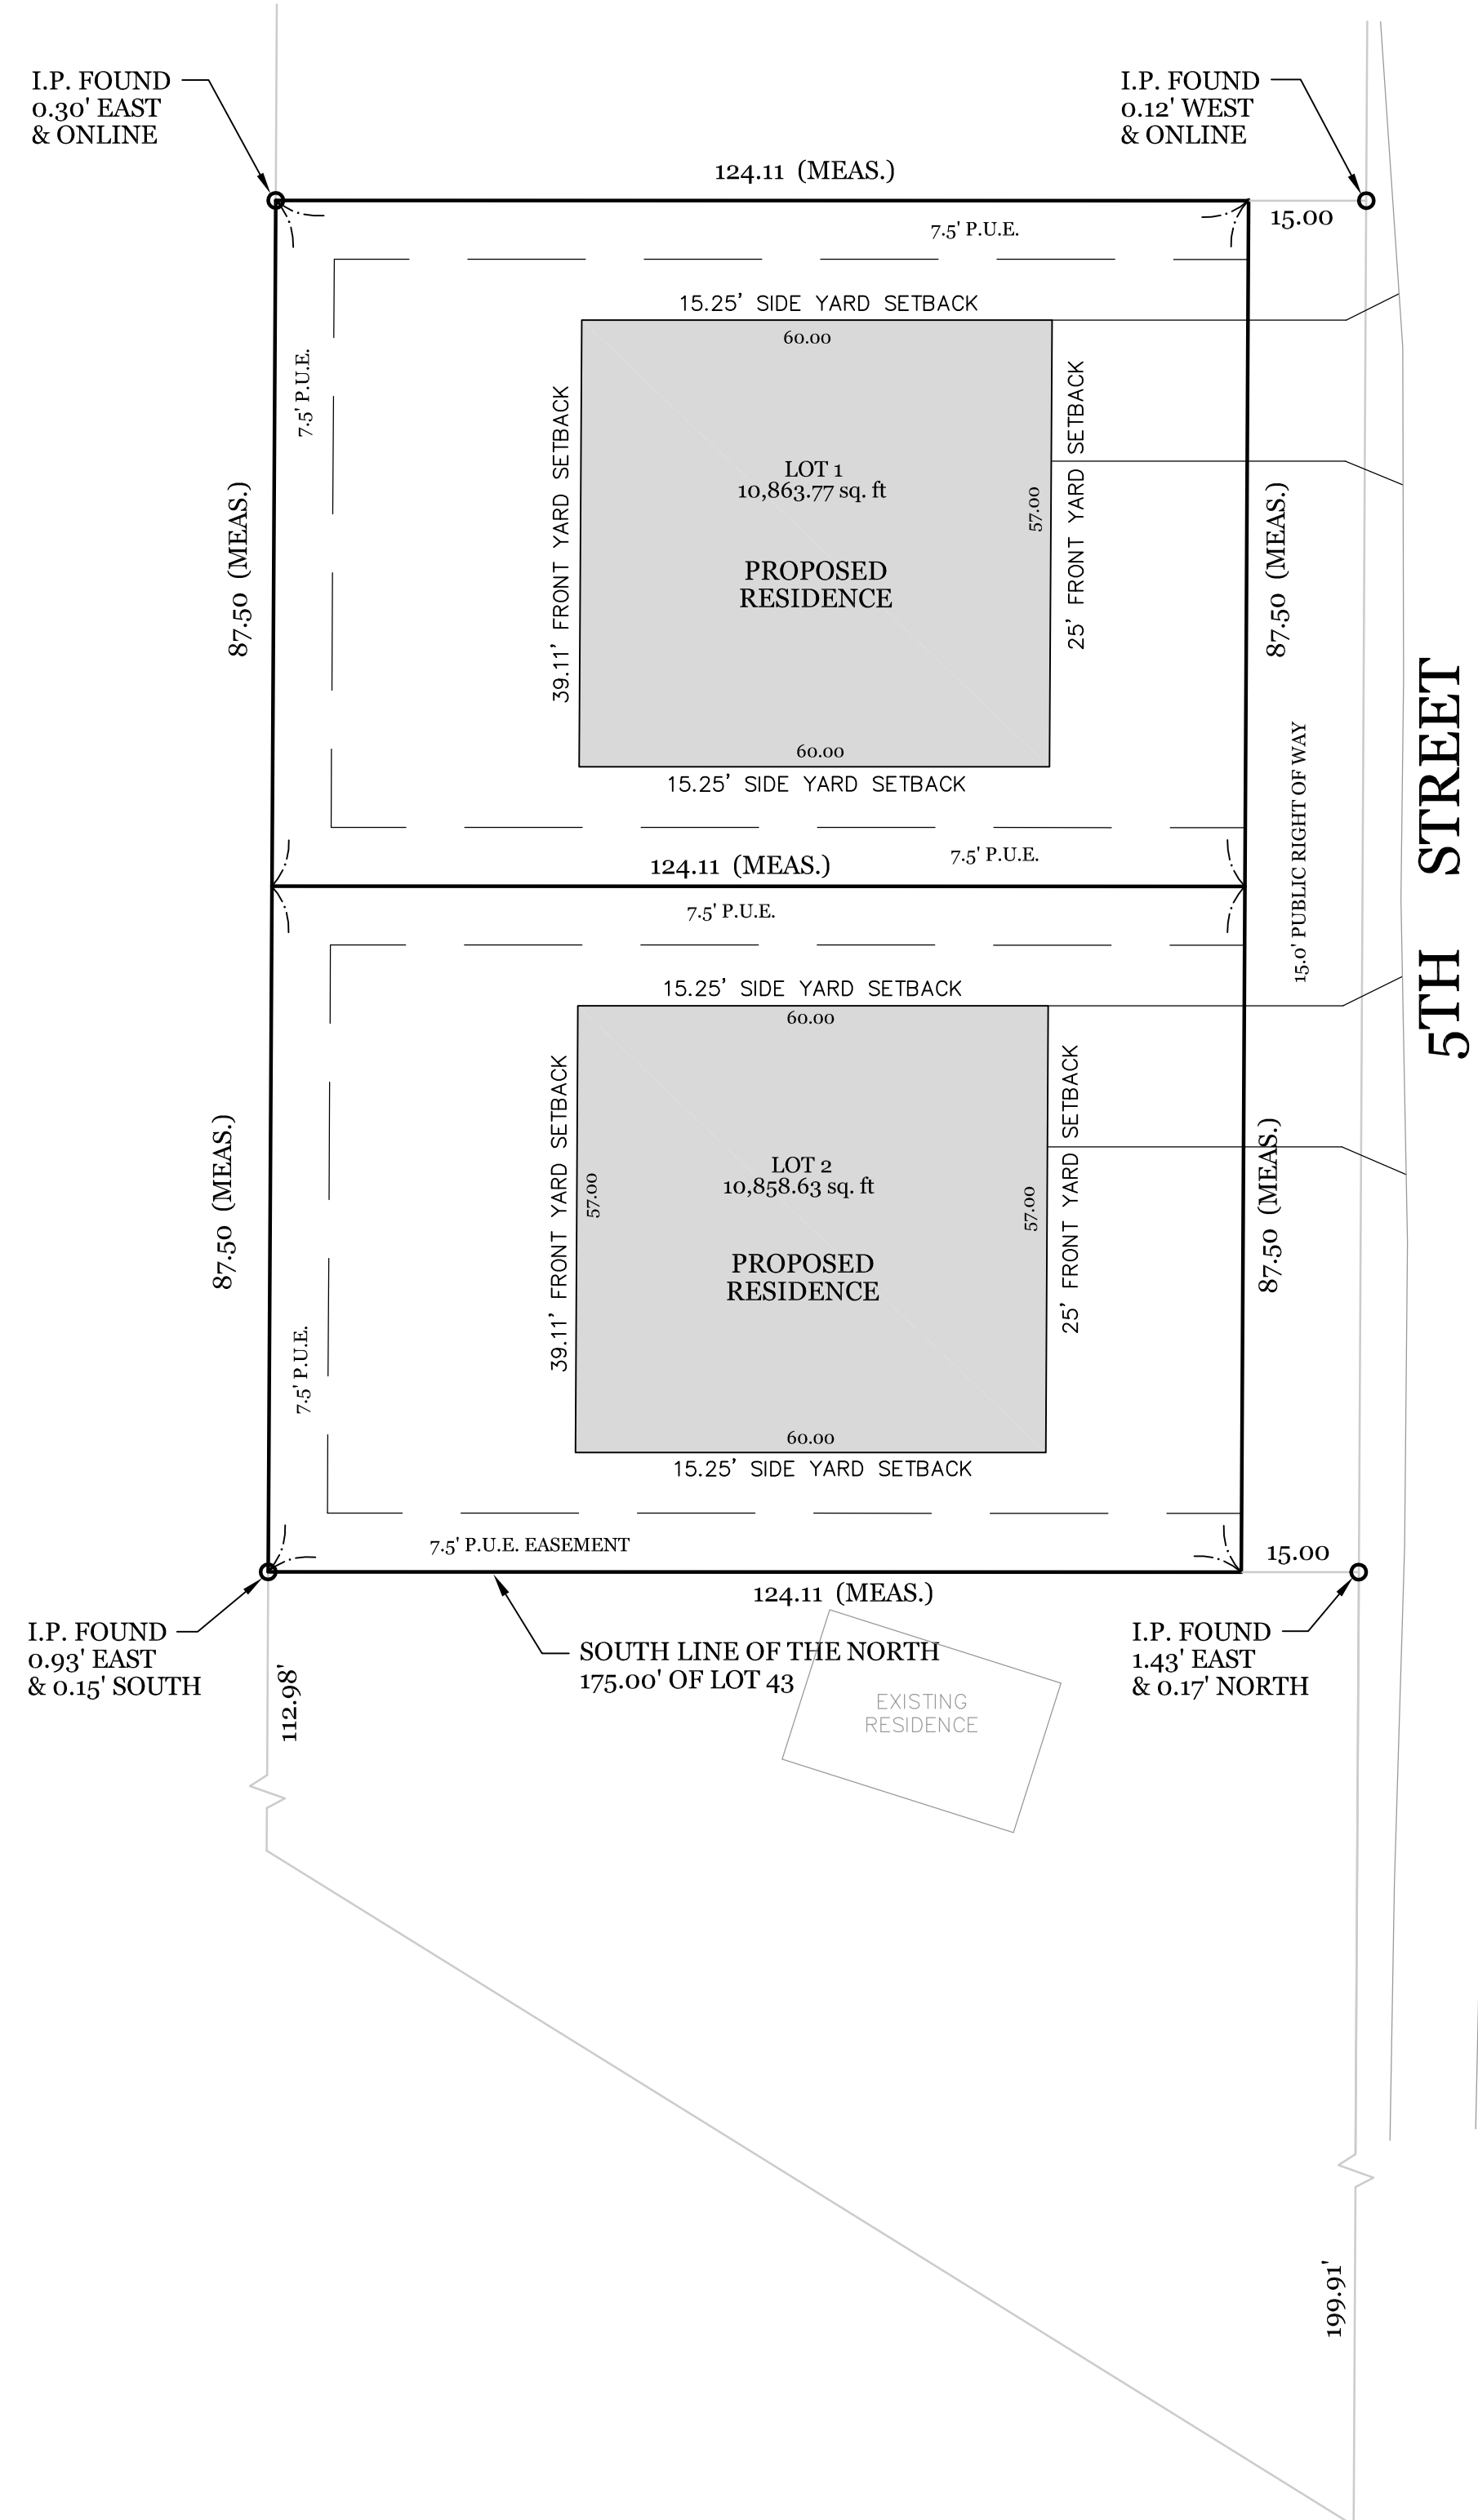 I.P. FOUND
0.30' EAST
& ONLINE
I.P. FOUND
0.12' WEST
& ONLINE
124.11 (MEAS.)
15.00
7.5' P.U.E.
15.25' SIDE YARD SETBACK
60.00
7.5' P.U.E.
39.11' FRONT YARD SETBACK
25' FRONT YARD SETBACK
LOT 1
10,863.77 sq. ft
57.00
87.50 (MEAS.)
87.50 (MEAS.)
PROPOSED
RESIDENCE
60.00
15.25' SIDE YARD SETBACK
15.0' PUBLIC RIGHT OF WAY
5TH STREET
124.11 (MEAS.)
7.5' P.U.E.
7.5' P.U.E.
15.25' SIDE YARD SETBACK
60.00
39.11' FRONT YARD SETBACK
25' FRONT YARD SETBACK
87.50 (MEAS.)
87.50 (MEAS.)
LOT 2
10,858.63 sq. ft
57.00
57.00
PROPOSED
RESIDENCE
7.5' P.U.E.
60.00
15.25' SIDE YARD SETBACK
7.5' P.U.E. EASEMENT
15.00
124.11 (MEAS.)
I.P. FOUND
0.93' EAST
& 0.15' SOUTH
112.98'
SOUTH LINE OF THE NORTH
175.00' OF LOT 43
I.P. FOUND
1.43' EAST
& 0.17' NORTH
EXISTING
RESIDENCE
199.91'